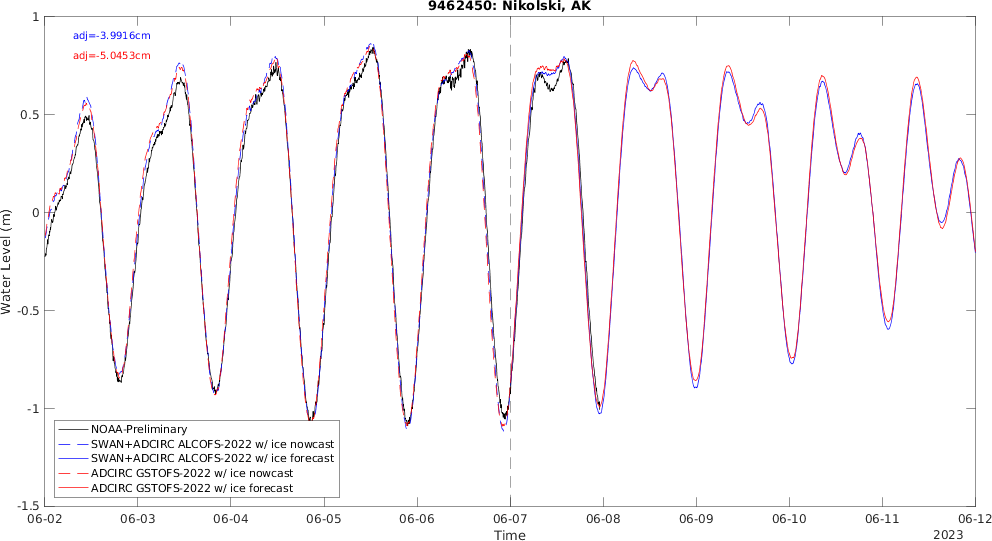 9462450: Nikolski, AK
adj=-3.9916cm
adj=-5.0453cm
1
0.5
0
-0.5
-1
-1.5
Water Level (m)
NOAA-Preliminary
SWAN+ADCIRC ALCOFS-2022 w/ ice nowcast
SWAN+ADCIRC ALCOFS-2022 w/ ice forecast
ADCIRC GSTOFS-2022 w/ ice nowcast
ADCIRC GSTOFS-2022 w/ ice forecast
06-02 06-03 06-04 06-05 06-06 06-07 06-08 06-09 06-10 06-11 06-12
Time
2023